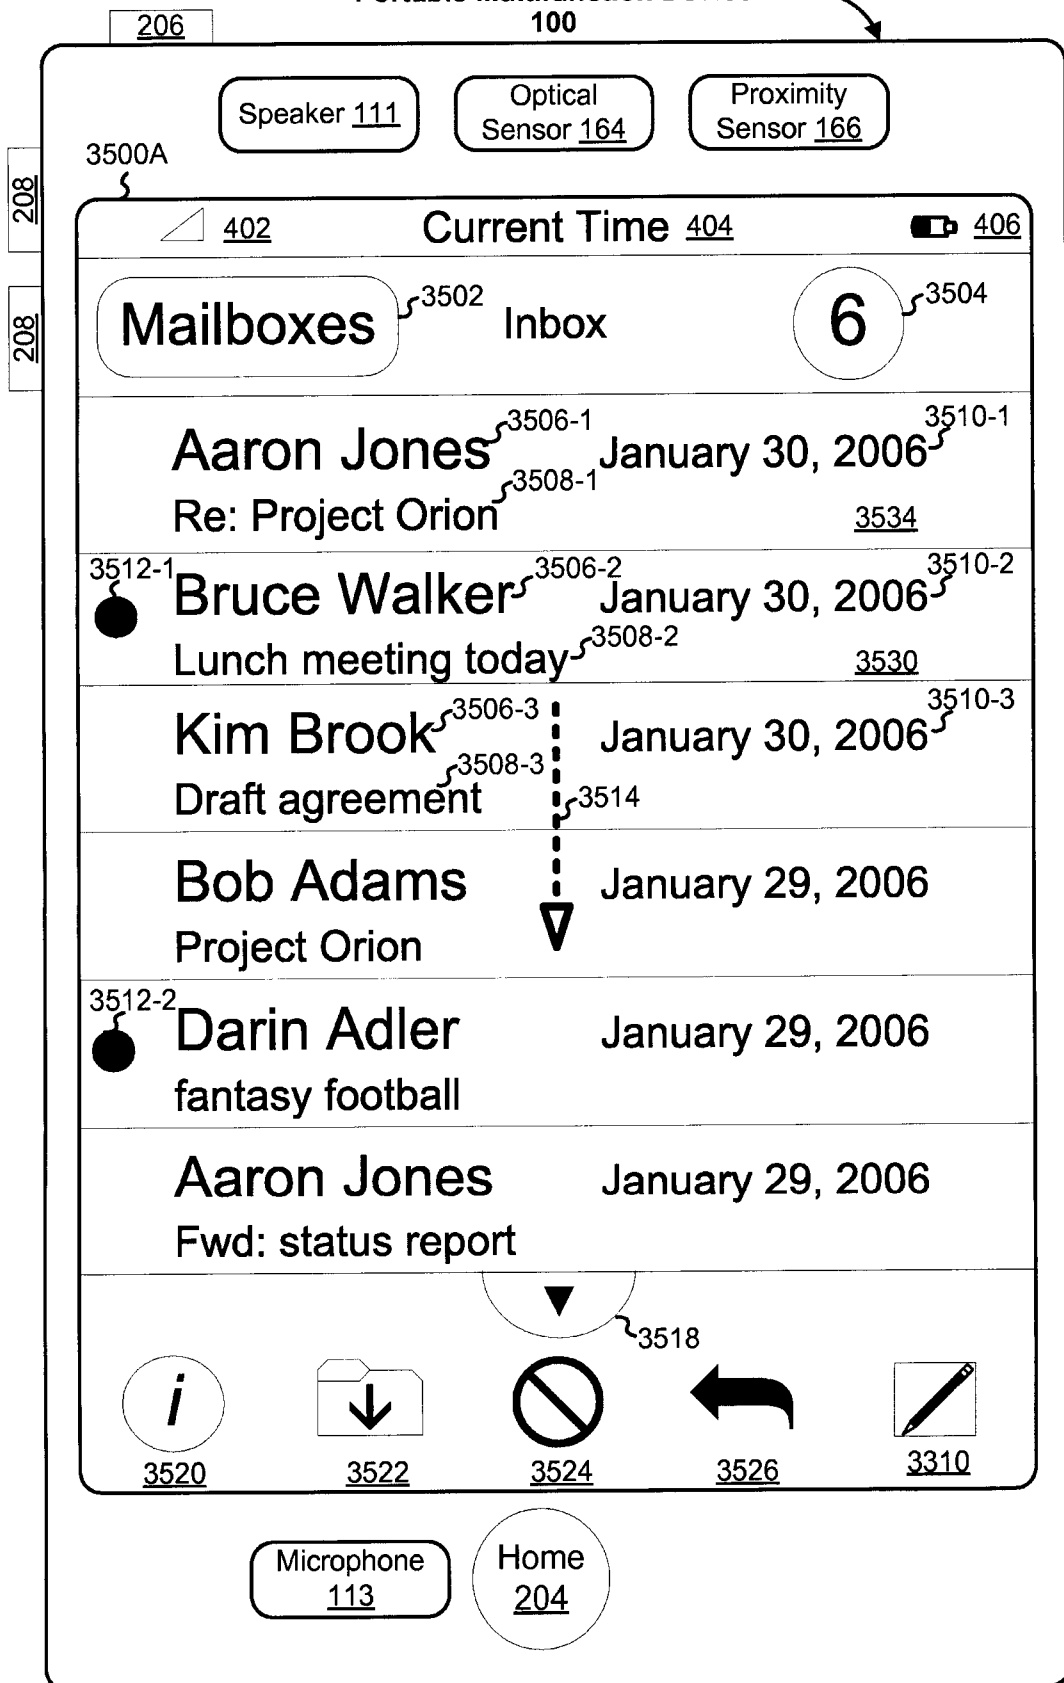 100
206
Speaker 111
Optical
Sensor 164
Proximity
Sensor 166
3500A
208
208
402
Current Time 404
406
Mailboxes
3502
Inbox
6
3504
Aaron Jones
3506-1
January 30, 2006
3510-1
Re: Project Orion
3508-1
3534
3512-1
Bruce Walker
3506-2
January 30, 2006
3510-2
Lunch meeting today
3508-2
3530
Kim Brook
3506-3
January 30, 2006
3510-3
Draft agreement
3508-3
3514
Bob Adams
January 29, 2006
Project Orion
3512-2
Darin Adler
January 29, 2006
fantasy football
Aaron Jones
January 29, 2006
Fwd: status report
3518
i
3520
3522
3524
3526
3310
Microphone
113
Home
204